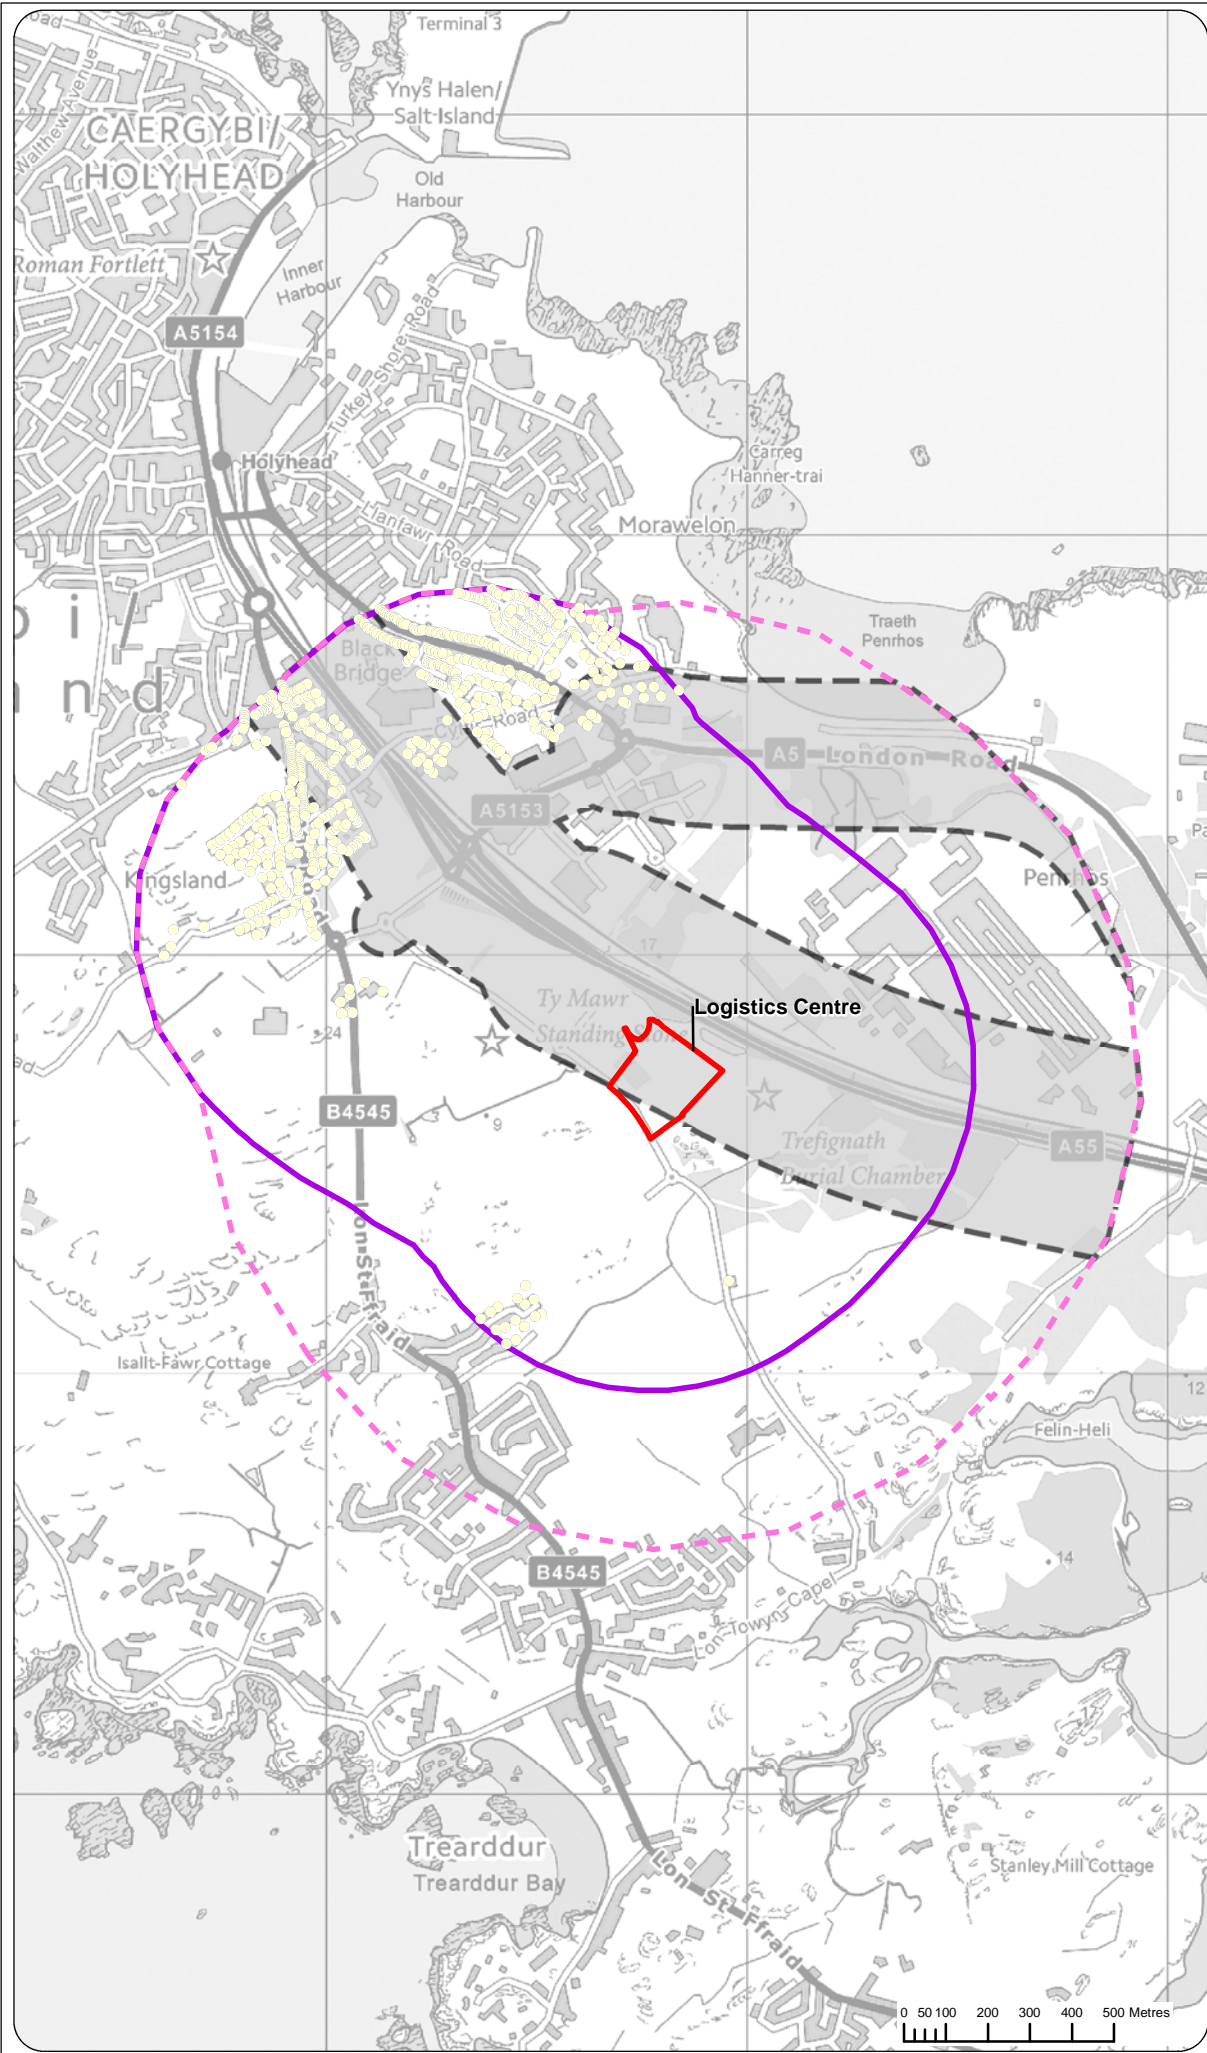 Terminal 3
Ynys Halen/
Salt Island
Walthew Avenue
CAERGYBI/
HOLYHEAD
Old
Harbour
Roman Fortlett
Inner
Harbour
A5154
Turkey Shore Road
Holyhead
Carreg
Hanner-trai
Llanfawr Road
Morawelon
Traeth
Penrhos
Black
Bridge
Cyttir Road
A5
London Road
A5153
Kingsland
Penrhos
17
Ty Mawr
Standing Stone
Logistics Centre
24
B4545
9
Trefignath
Burial Chamber
A55
Lon St Ffraid
Isallt-Fawr Cottage
12
Felin-Heli
14
B4545
Lon Towyn Capel
Trearddur
Trearddur Bay
Stanley Mill Cottage
Lon St Ffraid
0 50 100 200 300 400 500 Metres